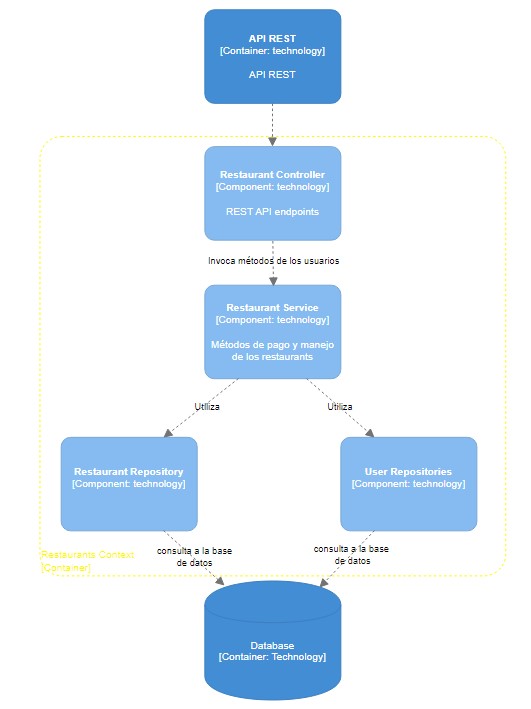 API REST
[Container: technology]
API REST
Restaurant Controller
[Component: technology]
REST API endpoints
Invoca métodos de los usuarios
Restaurant Service
[Component: technology]
Métodos de pago y manejo
de los restaurants
Utiliza
Utiliza
Restaurant Repository
[Component: technology]
User Repositories
[Component: technology]
consulta a la base
de datos
consulta a la base
de datos
Restaurants Context
[Container]
Database
[Container: Technology]